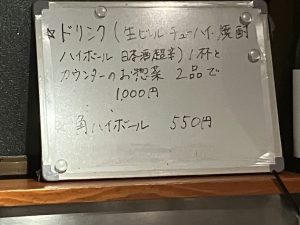 ☆ドリンク(生ビール チューハイ・焼酎
ハイボール 日本酒(超辛) 1杯と
カウンターのお惣菜 2品で
1,000円
角ハイボール 550円